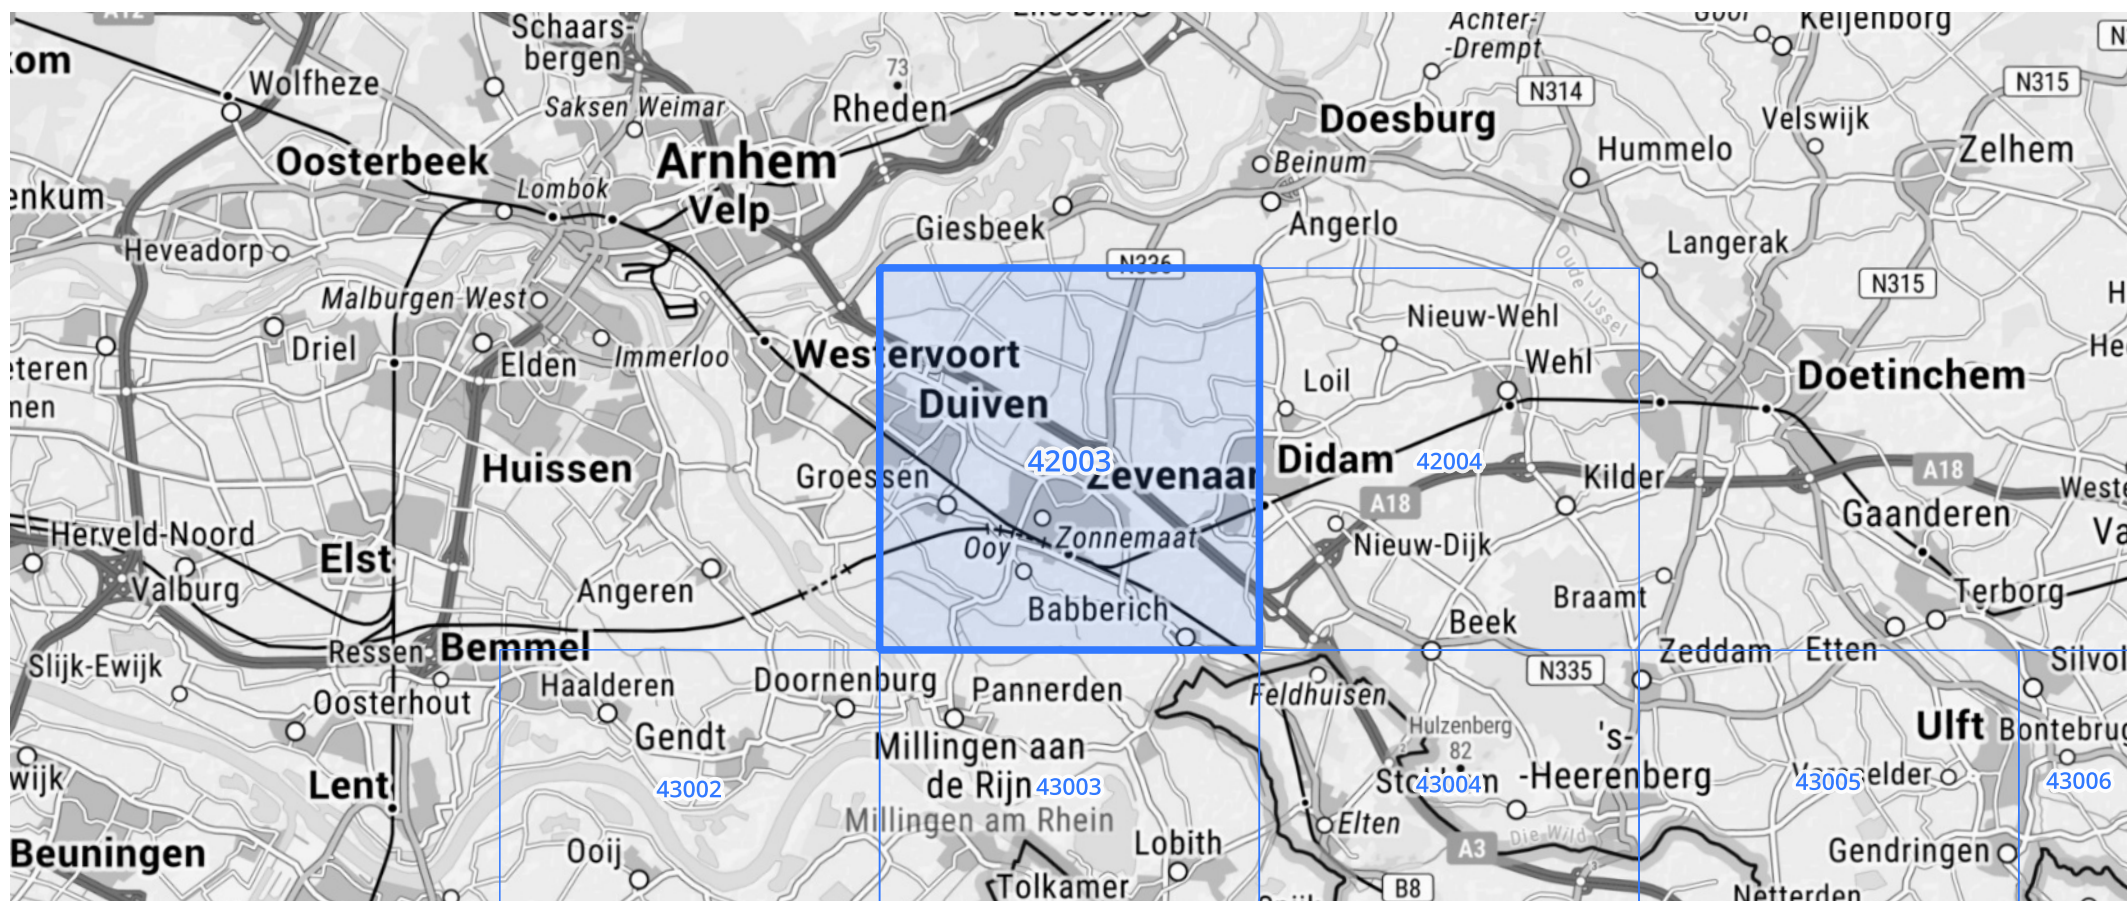 Schaars-
bergen
Achter-
-Drempt
Keijenborg
N315
Wolfheze
73
Saksen Weimar
Rheden
N314
Doesburg
Velswijk
Oosterbeek
Arnhem
Beinum
Hummelo
Zelhem
Lombok
Velp
Giesbeek
Angerlo
Langerak
Heveadorp
N336
Oude IJssel
N315
Malburgen West
Nieuw-Wehl
Driel
Elden
Immerloo
Westervoort
Wehl
Duiven
Loil
Doetinchem
Huissen
Groessen
42003
Zevenaar
Didam
42004
Kilder
A18
A18
Gaanderen
Herveld-Noord
Elst
Ooy
Zonnemaat
Nieuw-Dijk
Valburg
Angeren
Babberich
Braamt
Terborg
Beek
Ressen
Bemmel
Zeddam
Etten
Slijk-Ewijk
Haalderen
Doornenburg
Pannerden
Feldhuisen
N335
Oosterhout
Gendt
Millingen aan
de Rijn
Hulzenberg
82
's-
-Heerenberg
Ulft
Lent
43002
43003
43004
43005
43006
Millingen am Rhein
Elten
Die Wild
A3
Beuningen
Ooij
Lobith
Gendringen
Tolkamer
B8
Netterden